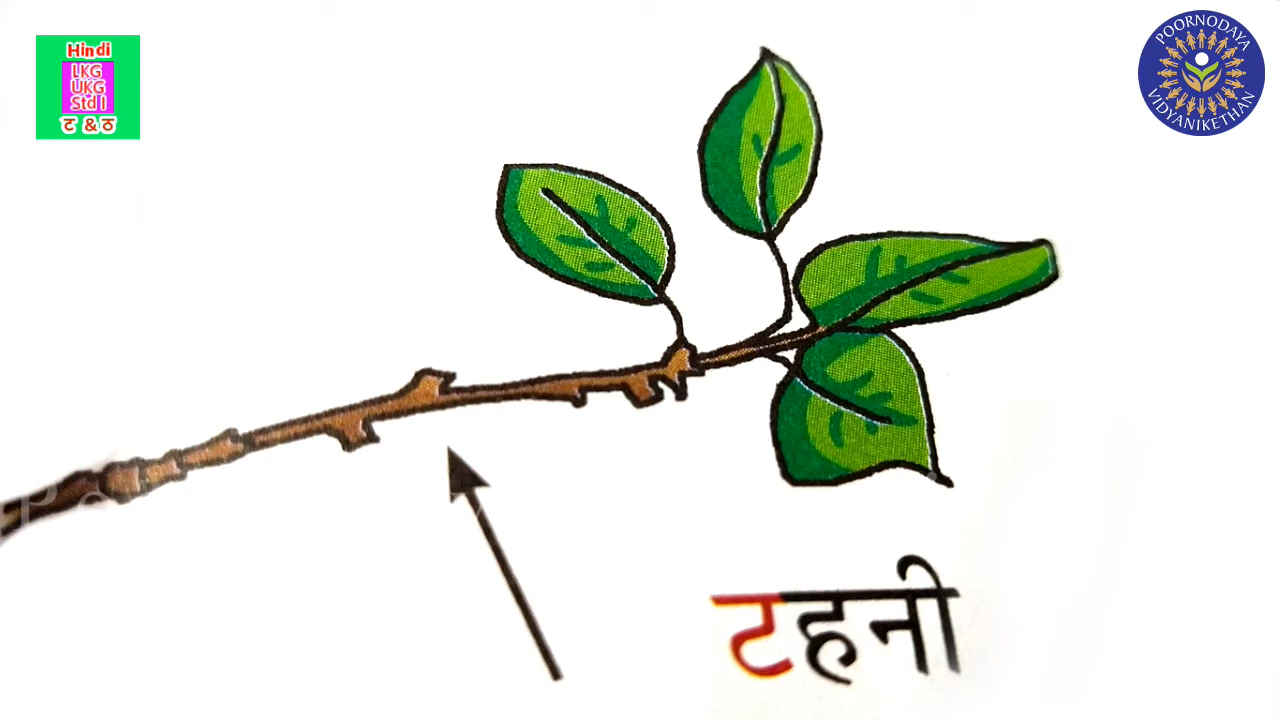 Hindi
LKG
UKG
Std I
ट & ठ
POORNODAYA
VIDYANIKETHAN
टहनी